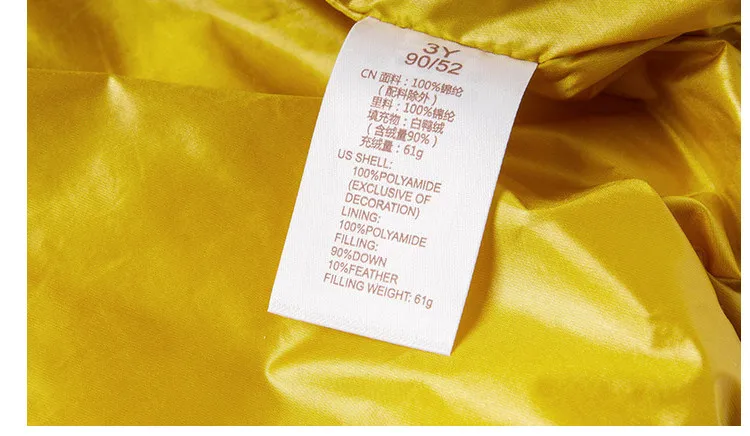 3Y
90/52
CN 面料：100%锦纶
（配料除外）
里料：100%锦纶
填充物：白鸭绒
（含绒量90%）
充绒量：61g
US SHELL:
100%POLYAMIDE
(EXCLUSIVE OF
DECORATION)
LINING:
100%POLYAMIDE
FILLING:
90%DOWN
10%FEATHER
FILLING WEIGHT: 61g